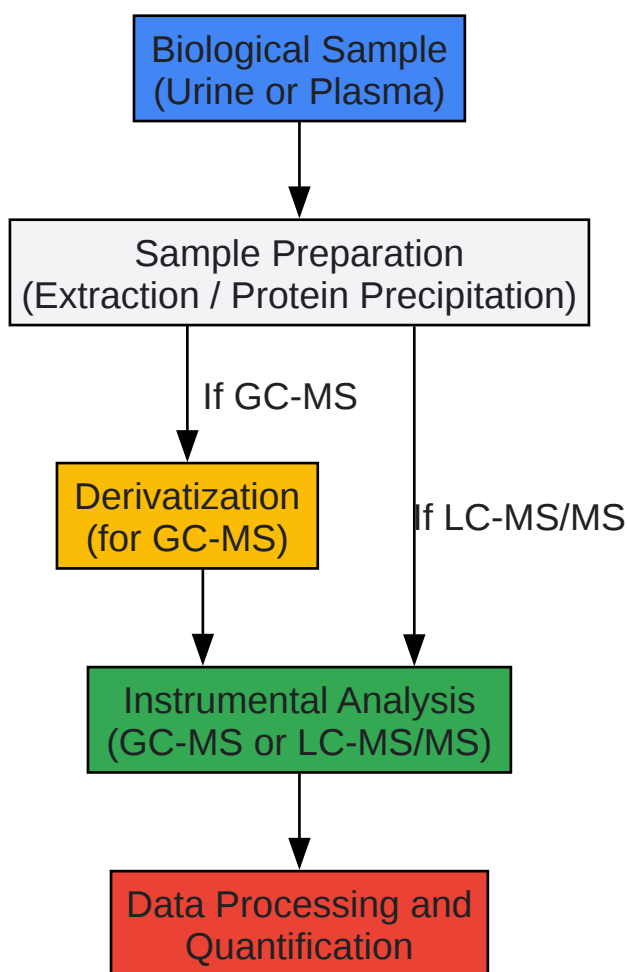 Biological Sample
(Urine or Plasma)
Sample Preparation
(Extraction / Protein Precipitation)
If GC-MS
Derivatization
(for GC-MS)
If LC-MS/MS
Instrumental Analysis
(GC-MS or LC-MS/MS)
Data Processing and
Quantification